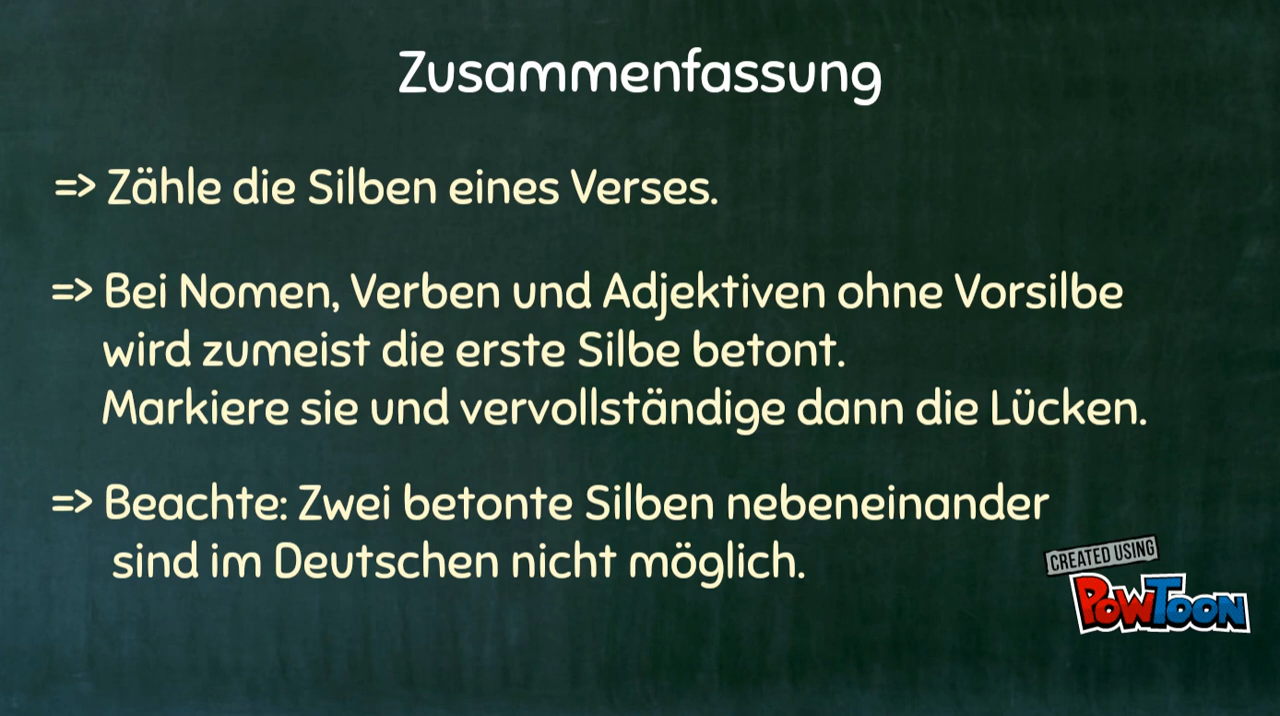 Zusammenfassung
=> Zähle die Silben eines Verses.
=> Bei Nomen, Verben und Adjektiven ohne Vorsilbe
wird zumeist die erste Silbe betont.
Markiere sie und vervollständige dann die Lücken.
=> Beachte: Zwei betonte Silben nebeneinander
sind im Deutschen nicht möglich.
CREATED USING
POWTOON